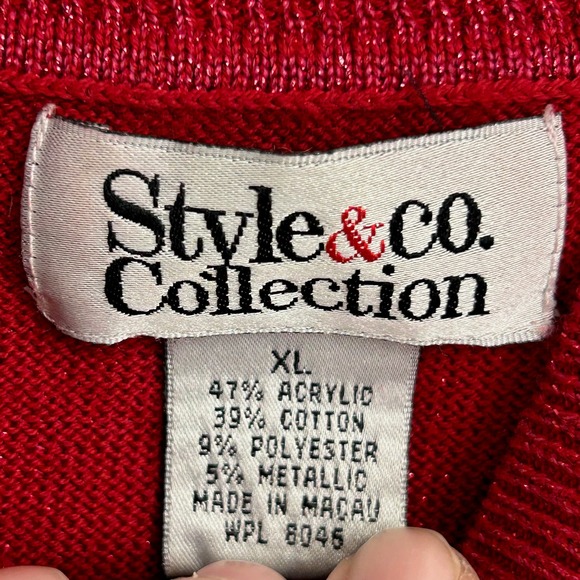 Style&co.
Collection
XL
47% ACRYLIC
39% COTTON
9% POLYESTER
5% METALLIC
MADE IN MACAU
WPL 8046